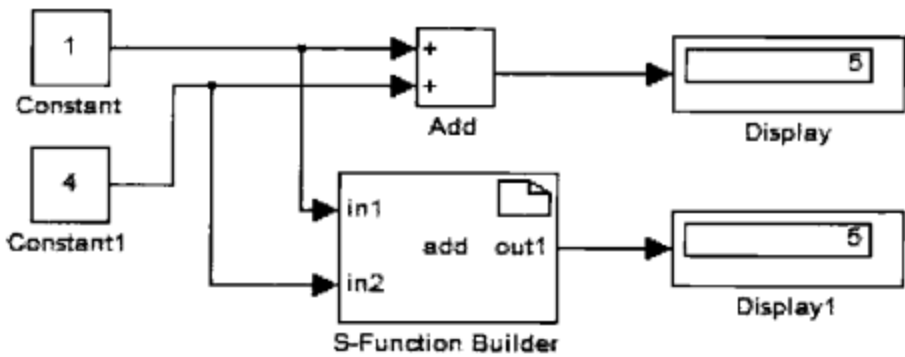 1
Constant
+
+
Add
5
Display
4
Constant1
in1
add
out1
in2
S-Function Builder
5
Display1